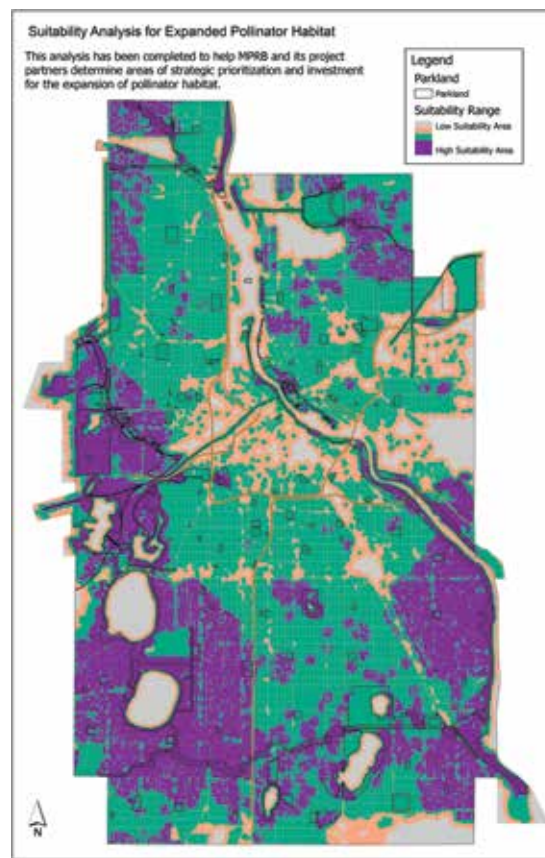 Suitability Analysis for Expanded Pollinator Habitat
This analysis has been completed to help MPRB and its project
partners determine areas of strategic prioritization and investment
for the expansion of pollinator habitat.
Legend
Parkland
Parkland
Suitability Range
Low Suitability Area
High Suitability Area
N